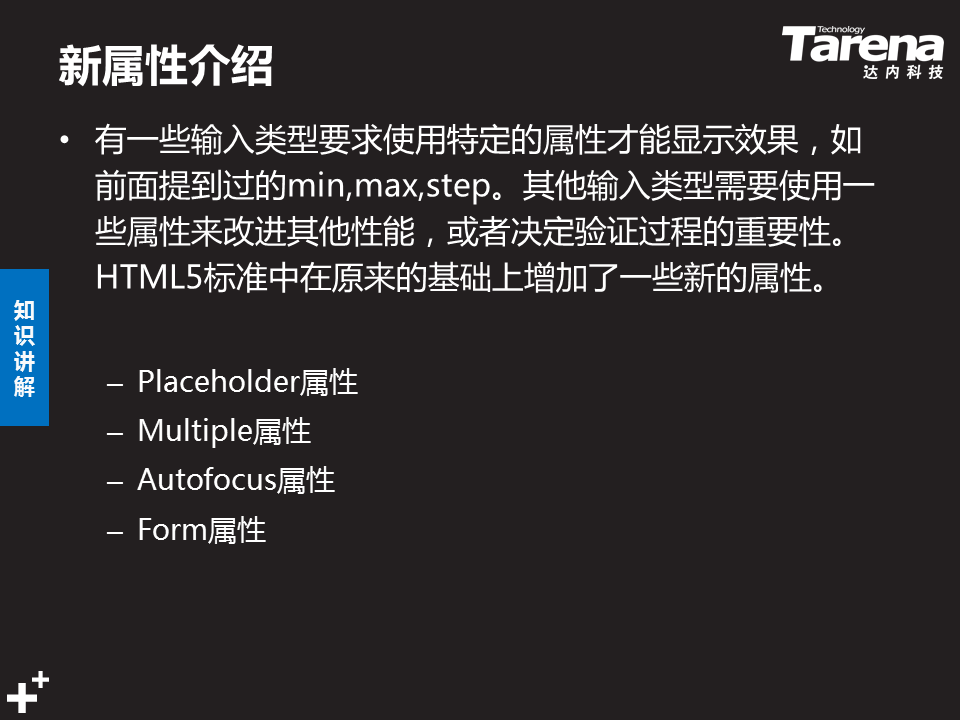 新属性介绍
Technology
Tarena
达内科技
• 有一些输入类型要求使用特定的属性才能显示效果，如
前面提到过的min,max,step。其他输入类型需要使用一
些属性来改进其他性能，或者决定验证过程的重要性。
HTML5标准中在原来的基础上增加了一些新的属性。
知
识
讲
解
– Placeholder属性
– Multiple属性
– Autofocus属性
– Form属性